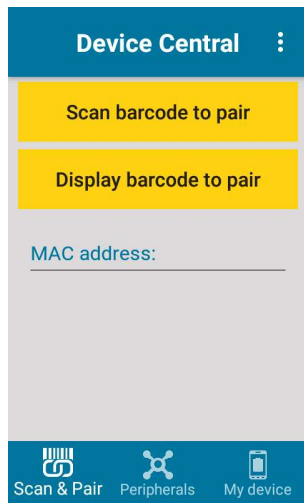 Device Central
Scan barcode to pair
Display barcode to pair
MAC address:
Scan & Pair Peripherals My device